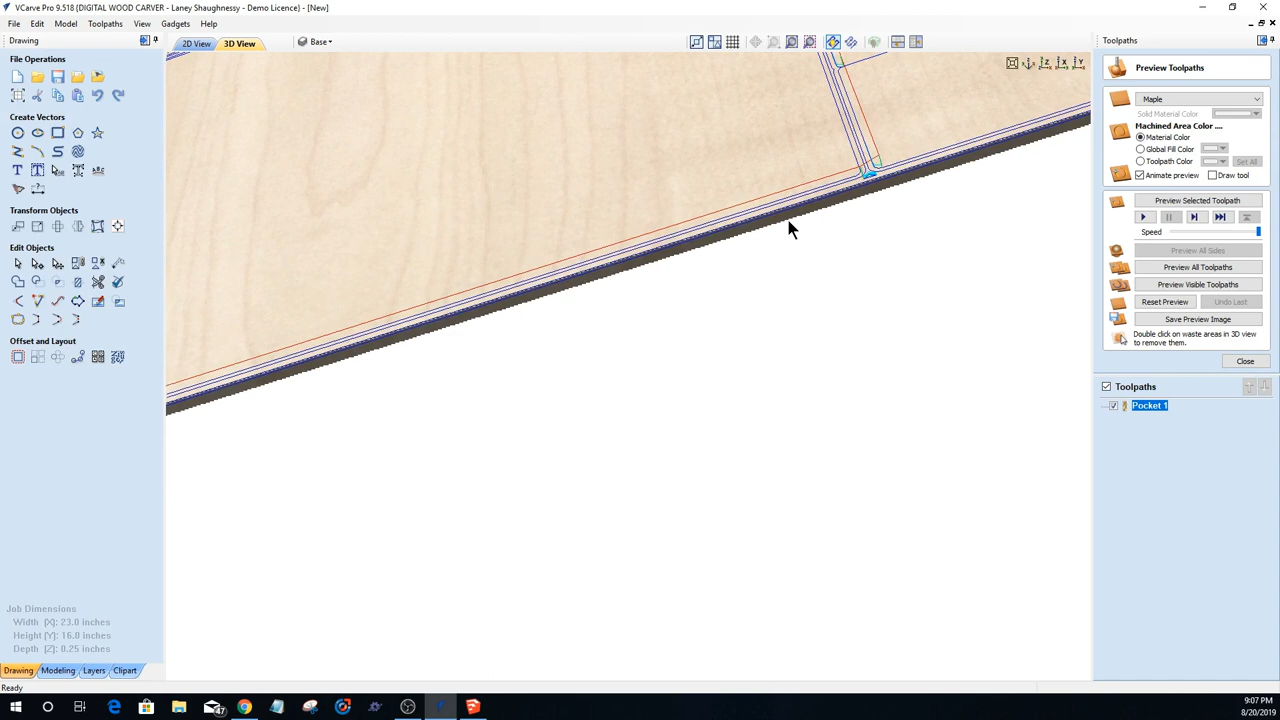 VCarve Pro 9.518 {DIGITAL WOOD CARVER - Laney Shaughnessy - Demo Licence} - [New]
File Edit Model Toolpaths View Gadgets Help
Drawing
2D View 3D View Base
Toolpaths
File Operations
Create Vectors
Transform Objects
Edit Objects
Offset and Layout
Job Dimensions
Width (X): 23.0 inches
Height (Y): 16.0 inches
Depth (Z): 0.25 inches
Drawing Modeling Layers Clipart
Ready
Preview Toolpaths
Maple
Solid Material Color
Machined Area Color ....
Material Color
Global Fill Color
Toolpath Color Set All
Animate preview Draw tool
Preview Selected Toolpath
Speed
Preview All Sides
Preview All Toolpaths
Preview Visible Toolpaths
Reset Preview Undo Last
Save Preview Image
Double click on waste areas in 3D view
to remove them.
Close
Toolpaths
Pocket 1
47
9:07 PM
8/20/2019